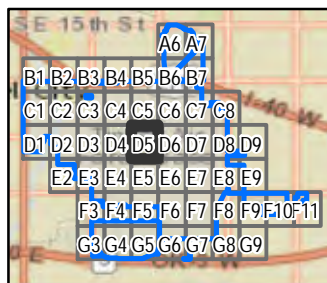 S E 15th St
A6 A7
B1 B2 B3 B4 B5 B6 B7
I-40 W
C1 C2 C3 C4 C5 C6 C7 C8
D1 D2 D3 D4 D5 D6 D7 D8 D9
E2 E3 E4 E5 E6 E7 E8 E9
F3 F4 F5 F6 F7 F8 F9 F10 F11
G3 G4 G5 G6 G7 G8 G9